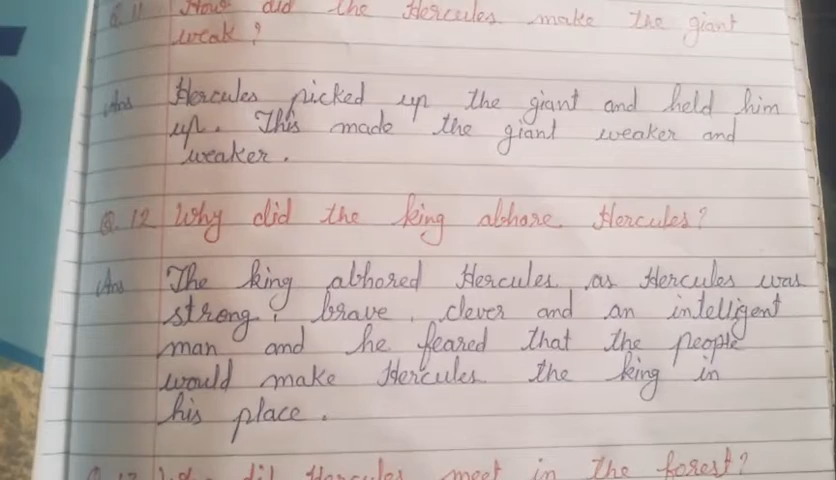 Q. 11 How did the Hercules make the giant
weak?
Ans Hercules picked up the giant and held him
up. This made the giant weaker and
weaker.
Q. 12 Why did the king abhore Hercules?
Ans The king abhored Hercules as Hercules was
strong, brave, clever and an intelligent
man and he feared that the people
would make Hercules the king in
his place.
did Hercules meet in the forest?